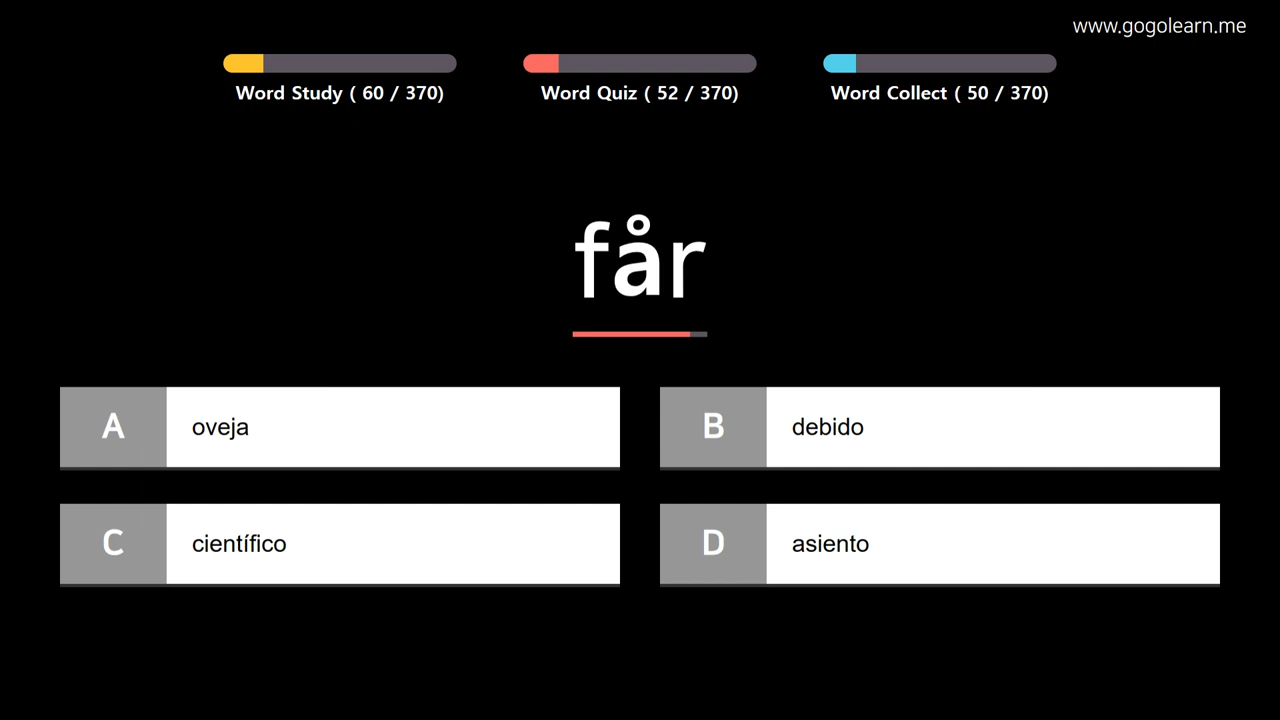 www.gogolearn.me
Word Study ( 60 / 370)
Word Quiz ( 52 / 370)
Word Collect ( 50 / 370)
får
A oveja
B debido
C científico
D asiento